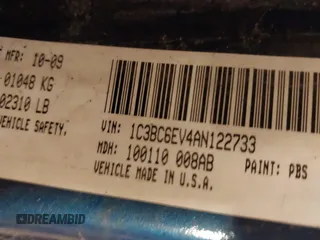 MFR: 10-09
01048 KG
02310 LB
VEHICLE SAFETY,
VIN: 1C3BC6EV4AN122733
MDH: 100110 008AB
VEHICLE MADE IN U.S.A.
PAINT: PBS
DREAMBID